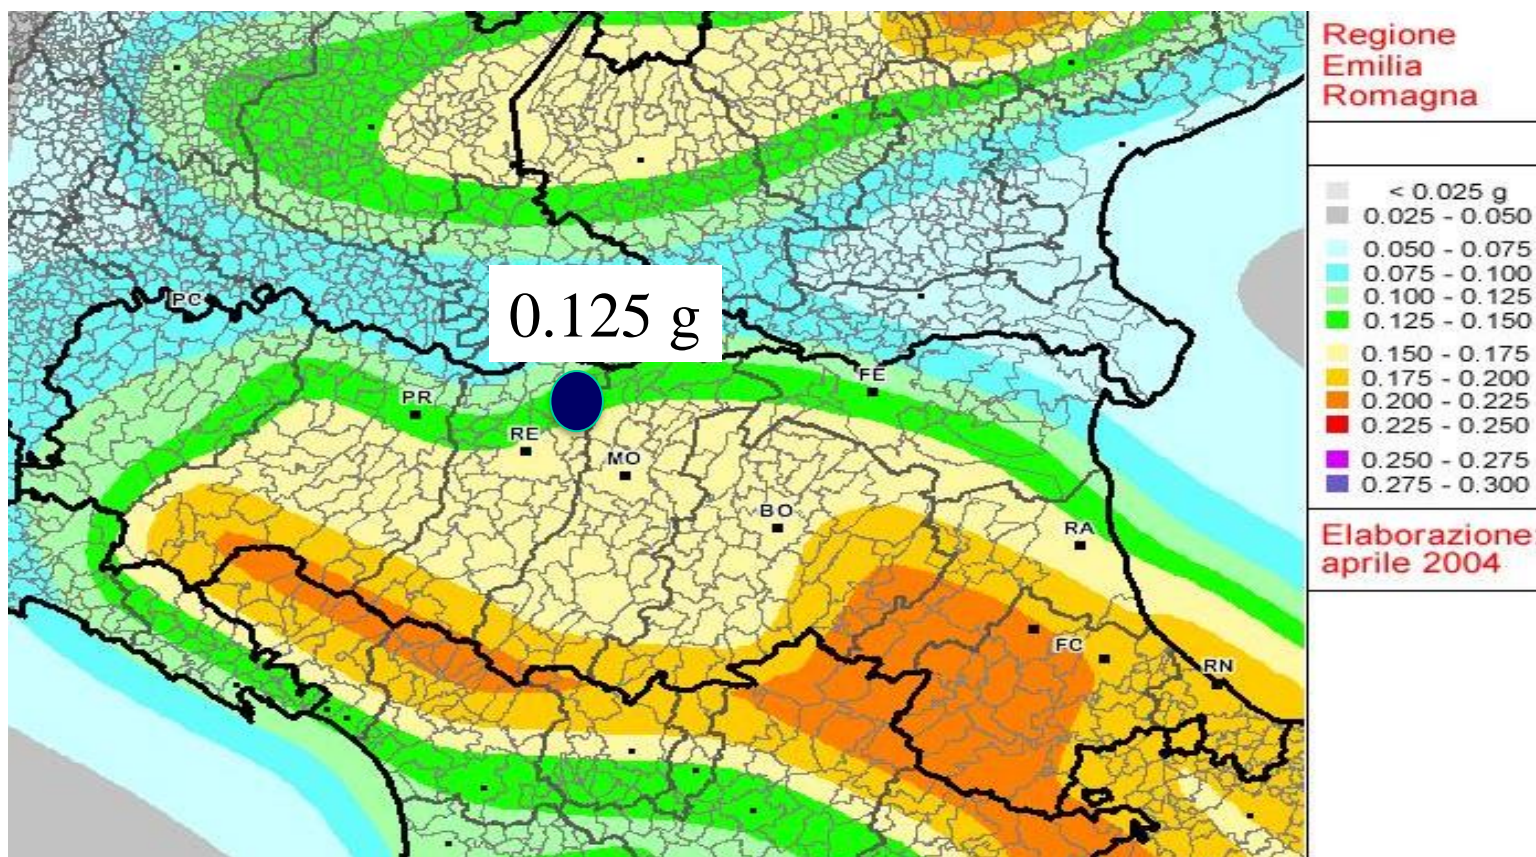 Regione
Emilia
Romagna
< 0.025 g
0.025 - 0.050
0.050 - 0.075
0.075 - 0.100
0.100 - 0.125
0.125 - 0.150
0.150 - 0.175
0.175 - 0.200
0.200 - 0.225
0.225 - 0.250
0.250 - 0.275
0.275 - 0.300
Elaborazione
aprile 2004
PC
0.125 g
FE
PR
RE
MO
BO
RA
FC
RN